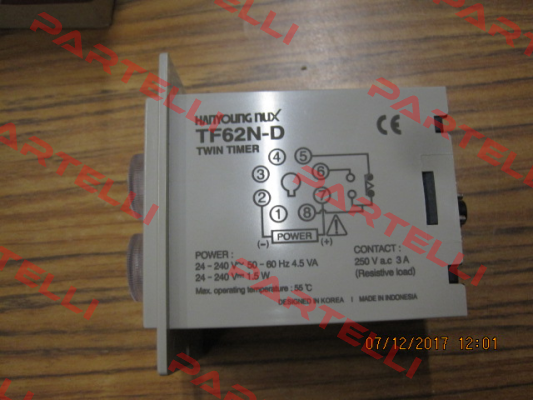 PARTELLI
PARTELLI
PARTELLI
PARTELLI
PARTELLI
HANYOUNG nux
TF62N-D
TWIN TIMER
CE
4 5
3 6
2 7
1 8
(-) POWER (+)
POWER :
24 - 240 V~ 50 - 60 Hz 4.5 VA
24 - 240 V⎓ 1.5 W
Max. operating temperature : 55 ℃
CONTACT :
250 V a.c 3 A
(Resistive load)
DESIGNED IN KOREA | MADE IN INDONESIA
07/12/2017 12:01